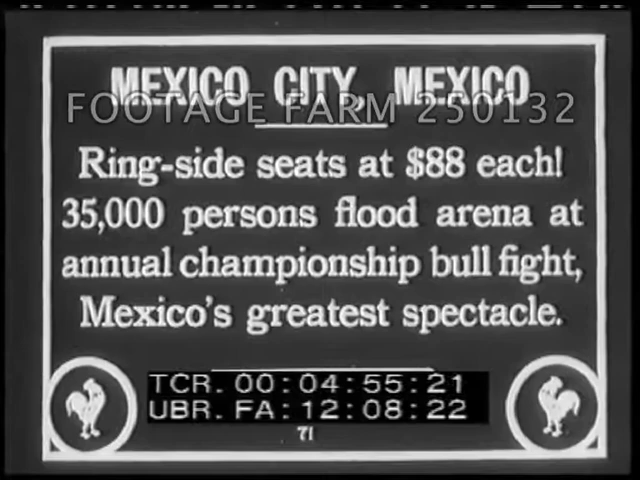 MEXICO CITY, MEXICO
FOOTAGE FARM 250132
Ring-side seats at $88 each!
35,000 persons flood arena at
annual championship bull fight,
Mexico's greatest spectacle.
TCR. 00:04:55:21
UBR. FA:12:08:22
71